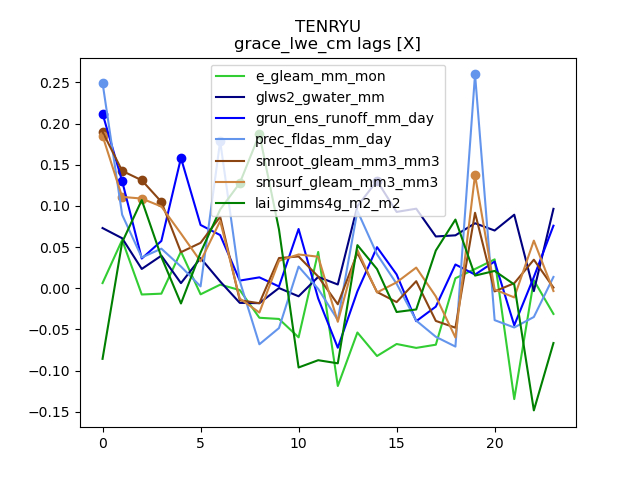 TENRYU
grace_lwe_cm lags [X]
e_gleam_mm_mon
glws2_gwater_mm
grun_ens_runoff_mm_day
prec_fldas_mm_day
smroot_gleam_mm3_mm3
smsurf_gleam_mm3_mm3
lai_gimms4g_m2_m2
0.25
0.20
0.15
0.10
0.05
0.00
−0.05
−0.10
−0.15
0 5 10 15 20